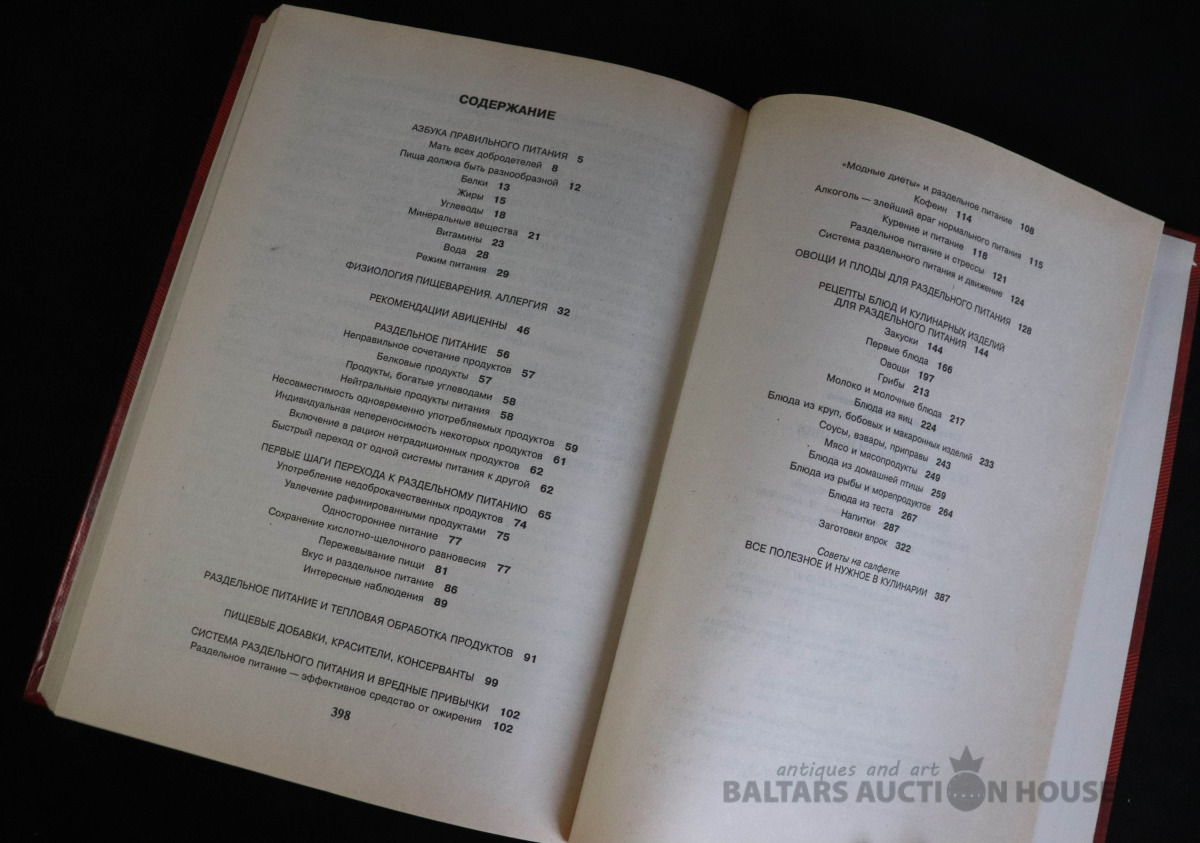 СОДЕРЖАНИЕ
АЗБУКА ПРАВИЛЬНОГО ПИТАНИЯ 5
Мать всех добродетелей 8
Пища должна быть разнообразной 12
Белки 13
Жиры 15
Углеводы 18
Минеральные вещества 21
Витамины 23
Вода 28
Режим питания 29
ФИЗИОЛОГИЯ ПИЩЕВАРЕНИЯ. АЛЛЕРГИЯ 32
РЕКОМЕНДАЦИИ АВИЦЕННЫ 46
РАЗДЕЛЬНОЕ ПИТАНИЕ 56
Неправильное сочетание продуктов 57
Белковые продукты 57
Продукты, богатые углеводами 58
Нейтральные продукты питания 58
Несовместимость одновременно употребляемых продуктов 59
Индивидуальная непереносимость некоторых продуктов 61
Включение в рацион нетрадиционных продуктов 62
Быстрый переход от одной системы питания к другой 62
ПЕРВЫЕ ШАГИ ПЕРЕХОДА К РАЗДЕЛЬНОМУ ПИТАНИЮ 65
Употребление недоброкачественных продуктов 74
Увлечение рафинированными продуктами 75
Одностороннее питание 77
Сохранение кислотно-щелочного равновесия 77
Пережевывание пищи 81
Вкус и раздельное питание 86
Интересные наблюдения 89
РАЗДЕЛЬНОЕ ПИТАНИЕ И ТЕПЛОВАЯ ОБРАБОТКА ПРОДУКТОВ 91
ПИЩЕВЫЕ ДОБАВКИ, КРАСИТЕЛИ, КОНСЕРВАНТЫ 99
СИСТЕМА РАЗДЕЛЬНОГО ПИТАНИЯ И ВРЕДНЫЕ ПРИВЫЧКИ 102
Раздельное питание — эффективное средство от ожирения 102
398
«Модные диеты» и раздельное питание 108
Кофеин 114
Алкоголь — злейший враг нормального питания 115
Курение и питание 118
Раздельное питание и стрессы 121
Система раздельного питания и движение 124
ОВОЩИ И ПЛОДЫ ДЛЯ РАЗДЕЛЬНОГО ПИТАНИЯ 128
РЕЦЕПТЫ БЛЮД И КУЛИНАРНЫХ ИЗДЕЛИЙ
ДЛЯ РАЗДЕЛЬНОГО ПИТАНИЯ 144
Закуски 144
Первые блюда 166
Овощи 197
Грибы 213
Молоко и молочные блюда 217
Блюда из яиц 224
Блюда из круп, бобовых и макаронных изделий 233
Соусы, взвары, приправы 243
Мясо и мясопродукты 249
Блюда из домашней птицы 259
Блюда из рыбы и морепродуктов 264
Блюда из теста 267
Напитки 287
Заготовки впрок 322
Советы на салфетке
ВСЕ ПОЛЕЗНОЕ И НУЖНОЕ В КУЛИНАРИИ 387
antiques and art
BALTARS AUCTION HOUSE